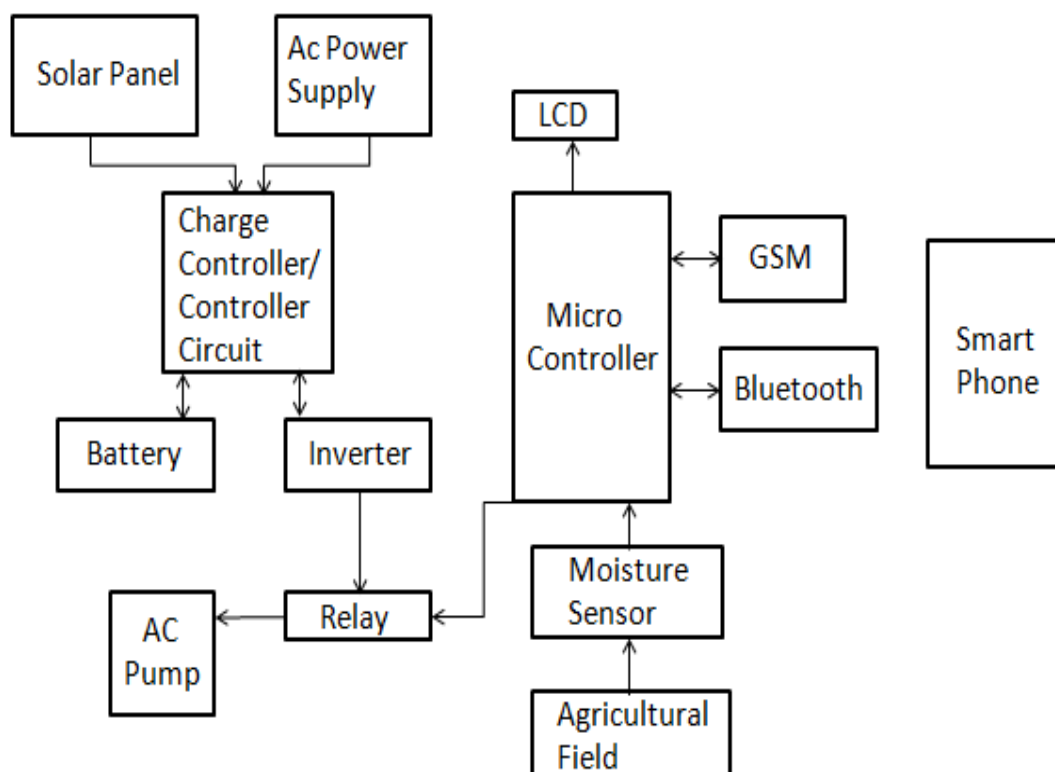 Solar Panel
Ac Power
Supply
LCD
Charge
Controller/
Controller
Circuit
GSM
Micro
Controller
Smart
Phone
Bluetooth
Battery
Inverter
Moisture
Sensor
Relay
AC
Pump
Agricultural
Field